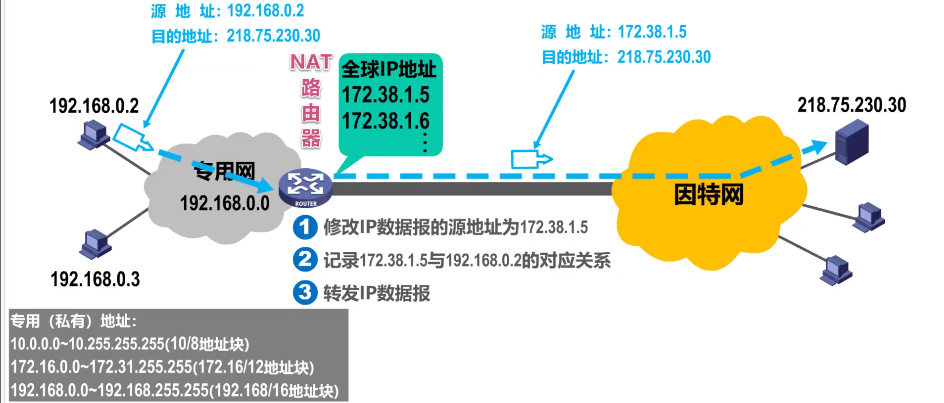 源 地 址：192.168.0.2
目的地址：218.75.230.30
源 地 址：172.38.1.5
目的地址：218.75.230.30
NAT
路
由
器
全球IP地址
172.38.1.5
172.38.1.6
⋮
192.168.0.2
218.75.230.30
专用网
192.168.0.0
ROUTER
因特网
192.168.0.3
1 修改IP数据报的源地址为172.38.1.5
2 记录172.38.1.5与192.168.0.2的对应关系
3 转发IP数据报
专用（私有）地址：
10.0.0.0~10.255.255.255(10/8地址块)
172.16.0.0~172.31.255.255(172.16/12地址块)
192.168.0.0~192.168.255.255(192.168/16地址块)